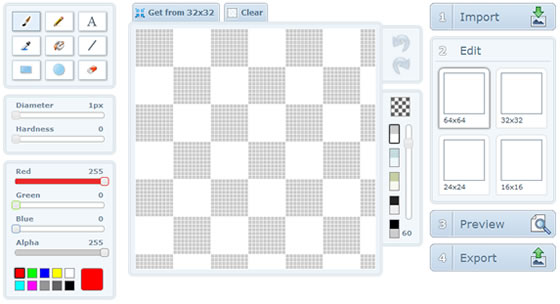 A
Diameter 1px
Hardness 0
Red 255
Green 0
Blue 0
Alpha 255
Get from 32x32 Clear
60
1 Import
2 Edit
64x64 32x32
24x24 16x16
3 Preview
4 Export